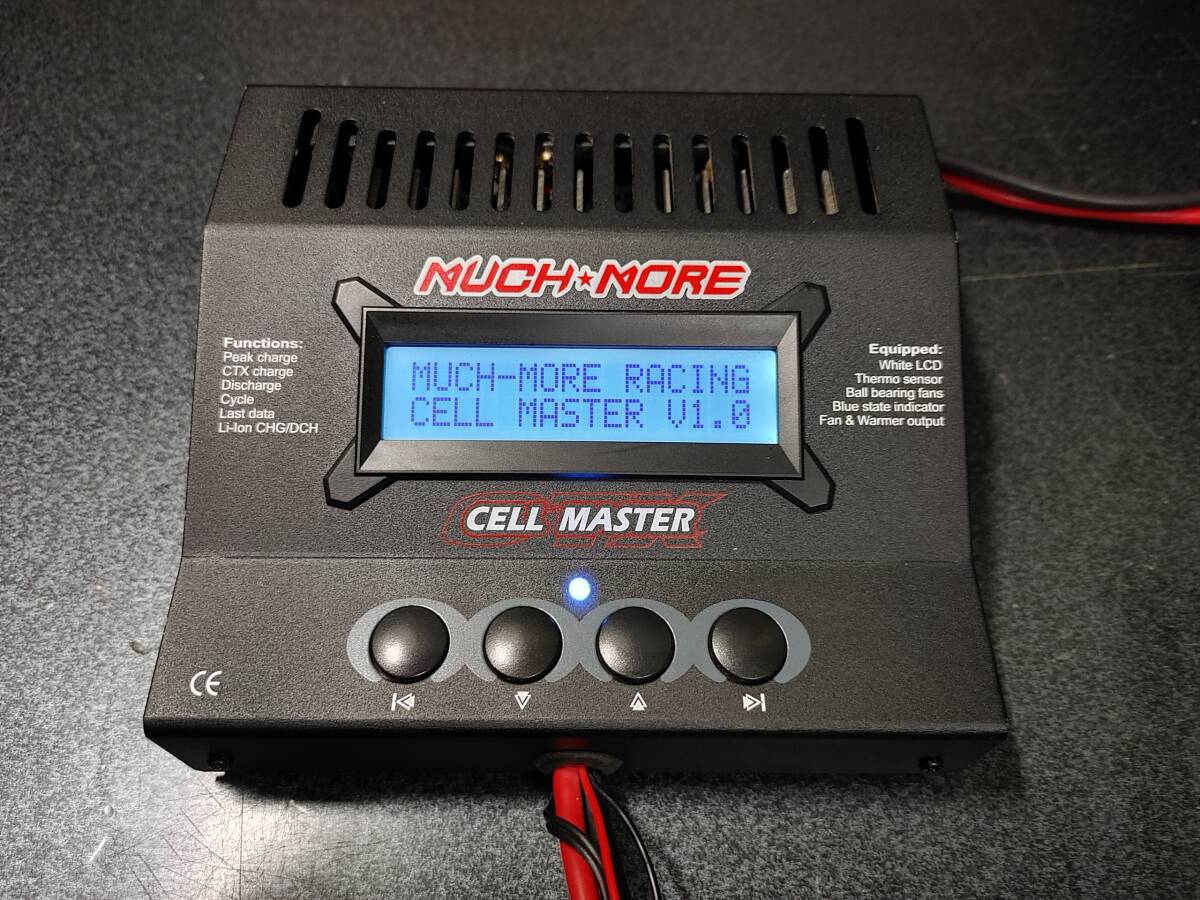 MUCH★MORE
Functions:
Peak charge
CTX charge
Discharge
Cycle
Last data
Li-Ion CHG/DCH
MUCH-MORE RACING
CELL MASTER V1.0
Equipped:
White LCD
Thermo sensor
Ball bearing fans
Blue state indicator
Fan & Warmer output
CTX
CELL MASTER
CE